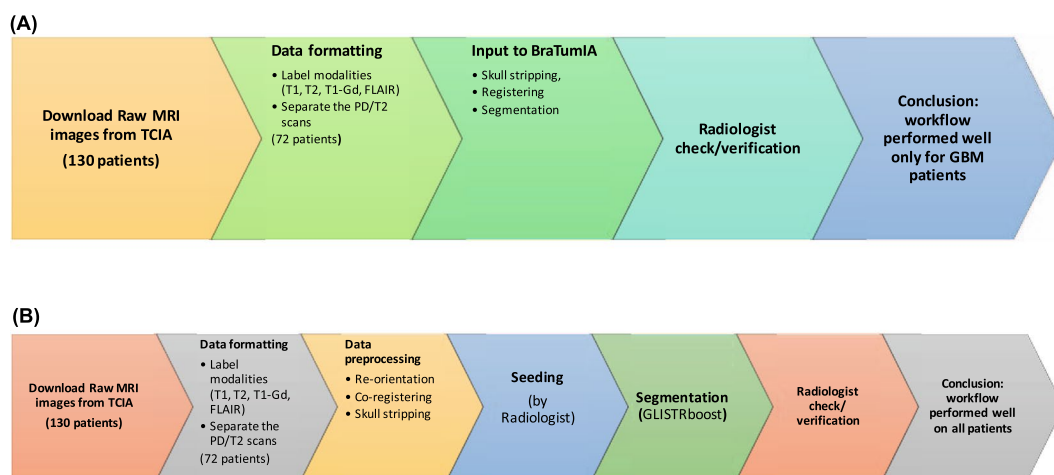 (A)
Download Raw MRI
images from TCIA
(130 patients)
Data formatting
• Label modalities
(T1, T2, T1-Gd, FLAIR)
• Separate the PD/T2
scans
(72 patients)
Input to BraTumIA
• Skull stripping,
• Registering
• Segmentation
Radiologist
check/verification
Conclusion:
workflow
performed well
only for GBM
patients
(B)
Download Raw MRI
images from TCIA
(130 patients)
Data formatting
• Label
modalities
(T1, T2, T1-Gd,
FLAIR)
• Separate the
PD/T2 scans
(72 patients)
Data
preprocessing
• Re-orientation
• Co-registering
• Skull stripping
Seeding
(by
Radiologist)
Segmentation
(GLISTRboost)
Radiologist
check/
verification
Conclusion:
workflow
performed well
on all patients